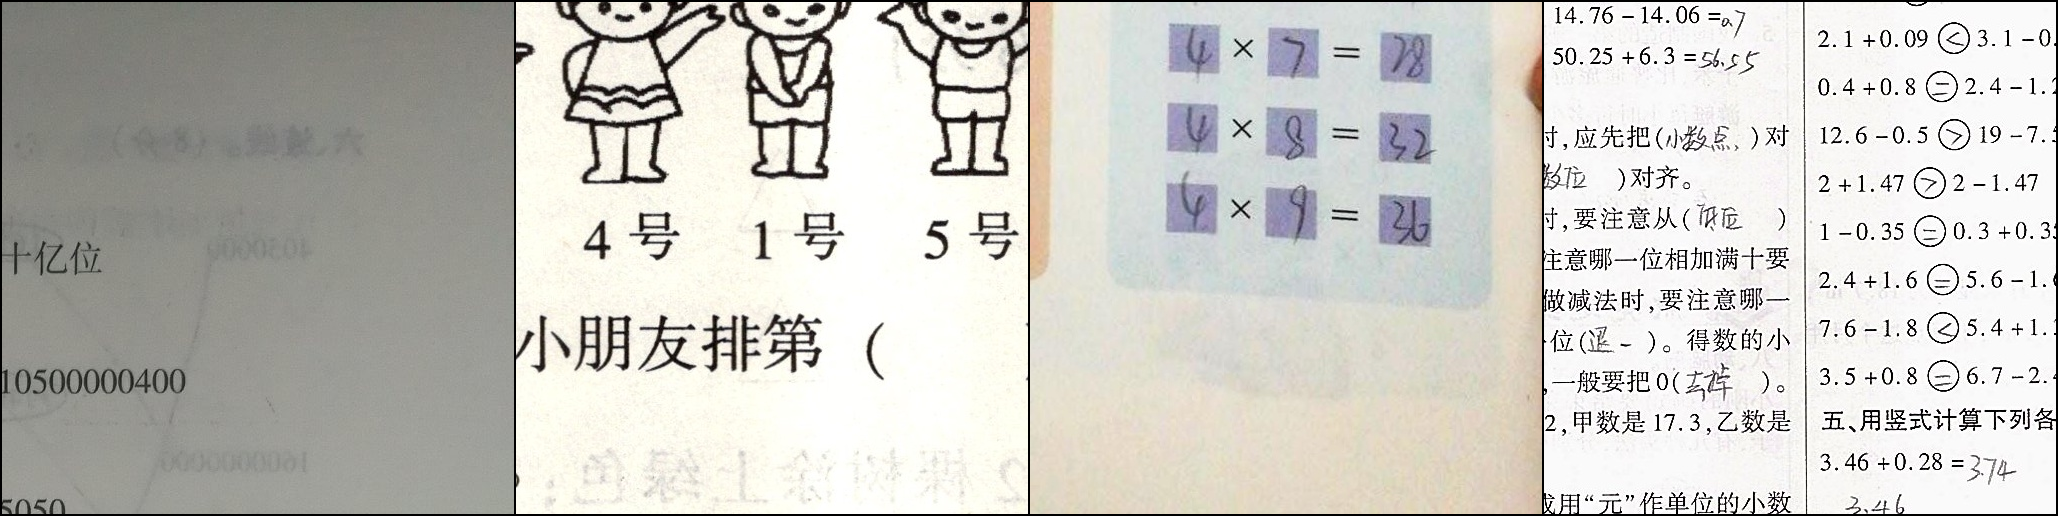 十亿位
10500000400
5050
4号 1号 5号
小朋友排第（
4 × 7 = 28
4 × 8 = 32
4 × 9 = 36
14.76-14.06=0.7
50.25+6.3=56.55
时,应先把(小数点,)对
数位 )对齐。
时,要注意从(低位 )
注意哪一位相加满十要
做减法时,要注意哪一
位(退一 )。得数的小
,一般要把0(去掉 )。
2,甲数是17.3,乙数是
或用“元”作单位的小数
2.1+0.09<3.1-0.
0.4+0.8=2.4-1.2
12.6-0.5>19-7.5
2+1.47>2-1.47
1-0.35=0.3+0.35
2.4+1.6=5.6-1.6
7.6-1.8<5.4+1.
3.5+0.8=6.7-2.4
五、用竖式计算下列各
3.46+0.28=3.74
3.46